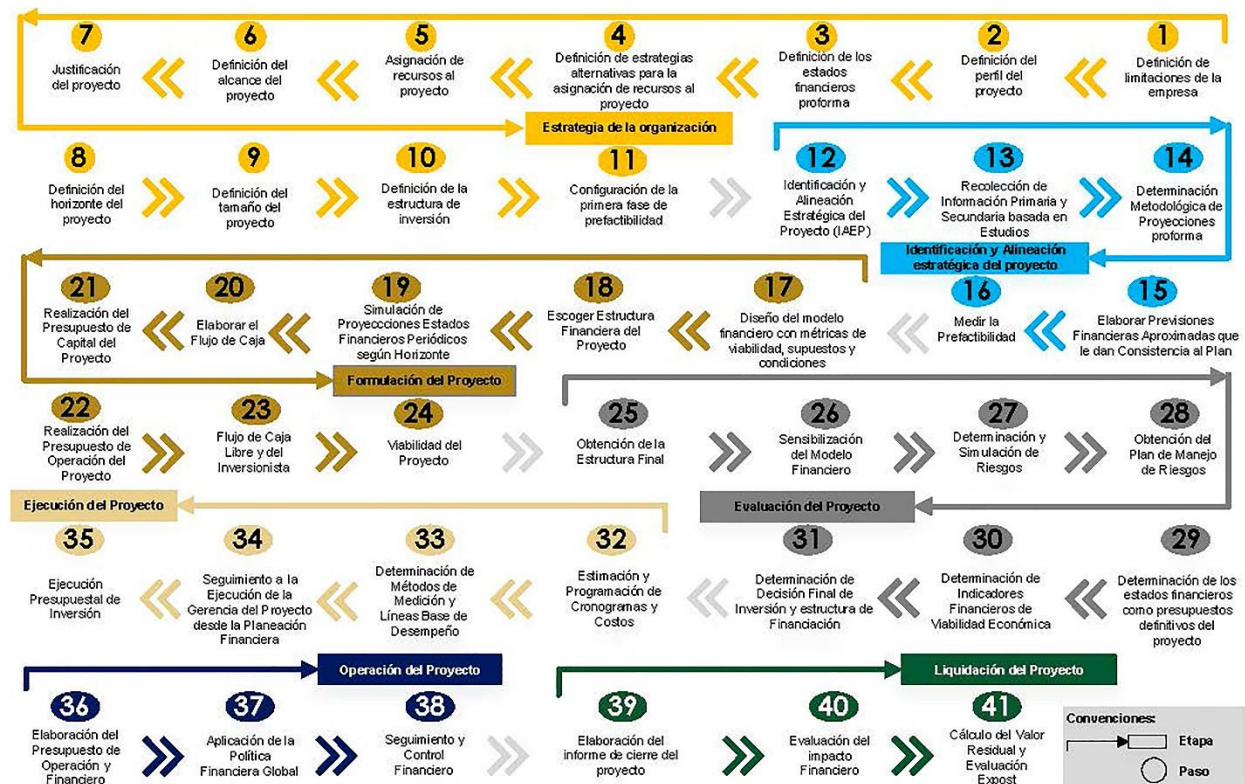 7
6
5
4
3
2
1
Justificación
del proyecto
Definición del
alcance del
proyecto
Asignación de
recursos al
proyecto
Definición de estrategias
alternativas para la
asignación de recursos al
proyecto
Definición de los
estados
financieros
proforma
Definición del
perfil del
proyecto
Definición de
limitaciones de la
empresa
Estrategia de la organización
8
9
10
11
12
13
14
Definición del
horizonte del
proyecto
Definición del
tamaño del
proyecto
Definición de la
estructura de
inversión
Configuración de la
primera fase de
prefactibilidad
Identificación y
Alineación
Estratégica del
Proyecto (IAEP)
Recolección de
Información Primaria y
Secundaria basada en
Estudios
Determinación
Metodológica de
Proyecciones
proforma
Identificación y Alineación
estratégica del proyecto
21
20
19
18
17
16
15
Realización del
Presupuesto de
Capital del
Proyecto
Elaborar el
Flujo de Caja
Simulación de
Proyeccciones Estados
Financieros Periódicos
según Horizonte
Escoger Estructura
Financiera del
Proyecto
Diseño del modelo
financiero con métricas de
viabilidad, supuestos y
condiciones
Medir la
Prefactibilidad
Elaborar Previsiones
Financieras Aproximadas que
le dan Consistencia al Plan
Formulación del Proyecto
22
23
24
25
26
27
28
Realización del
Presupuesto de
Operación del
Proyecto
Flujo de Caja
Libre y del
Inversionista
Viabilidad del
Proyecto
Obtención de la
Estructura Final
Sensibilización
del Modelo
Financiero
Determinación y
Simulación de
Riesgos
Obtención del
Plan de Manejo
de Riesgos
Ejecución del Proyecto
Evaluación del Proyecto
35
34
33
32
31
30
29
Ejecución
Presupuestal de
Inversión
Seguimiento a la
Ejecución de la
Gerencia del Proyecto
desde la Planeación
Financiera
Determinación de
Métodos de
Medición y
Líneas Base de
Desempeño
Estimación y
Programación de
Cronogramas y
Costos
Determinación de
Decisión Final de
Inversión y estructura de
Financiación
Determinación de
Indicadores
Financieros de
Viabilidad Económica
Determinación de los
estados financieros
como presupuestos
definitivos del
proyecto
Operación del Proyecto
Liquidación del Proyecto
36
37
38
39
40
41
Elaboración del
Presupuesto de
Operación y
Financiero
Aplicación de la
Política
Financiera Global
Seguimiento y
Control
Financiero
Elaboración del
informe de cierre del
proyecto
Evaluación del
impacto
Financiero
Cálculo del Valor
Residual y
Evaluación
Expost
Convenciones:
Etapa
Paso